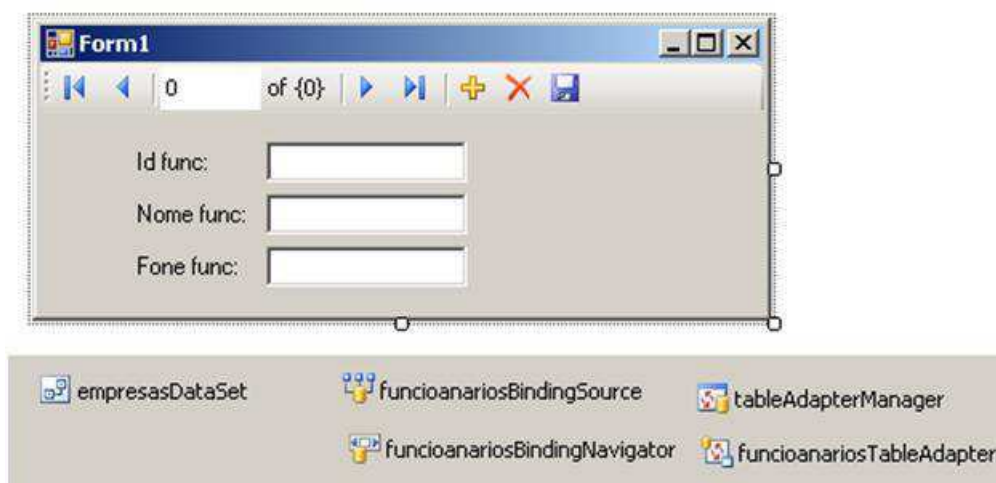 Form1
0 of {0}
Id func:
Nome func:
Fone func:
empresasDataSet funcioanariosBindingSource tableAdapterManager
funcioanariosBindingNavigator funcioanariosTableAdapter